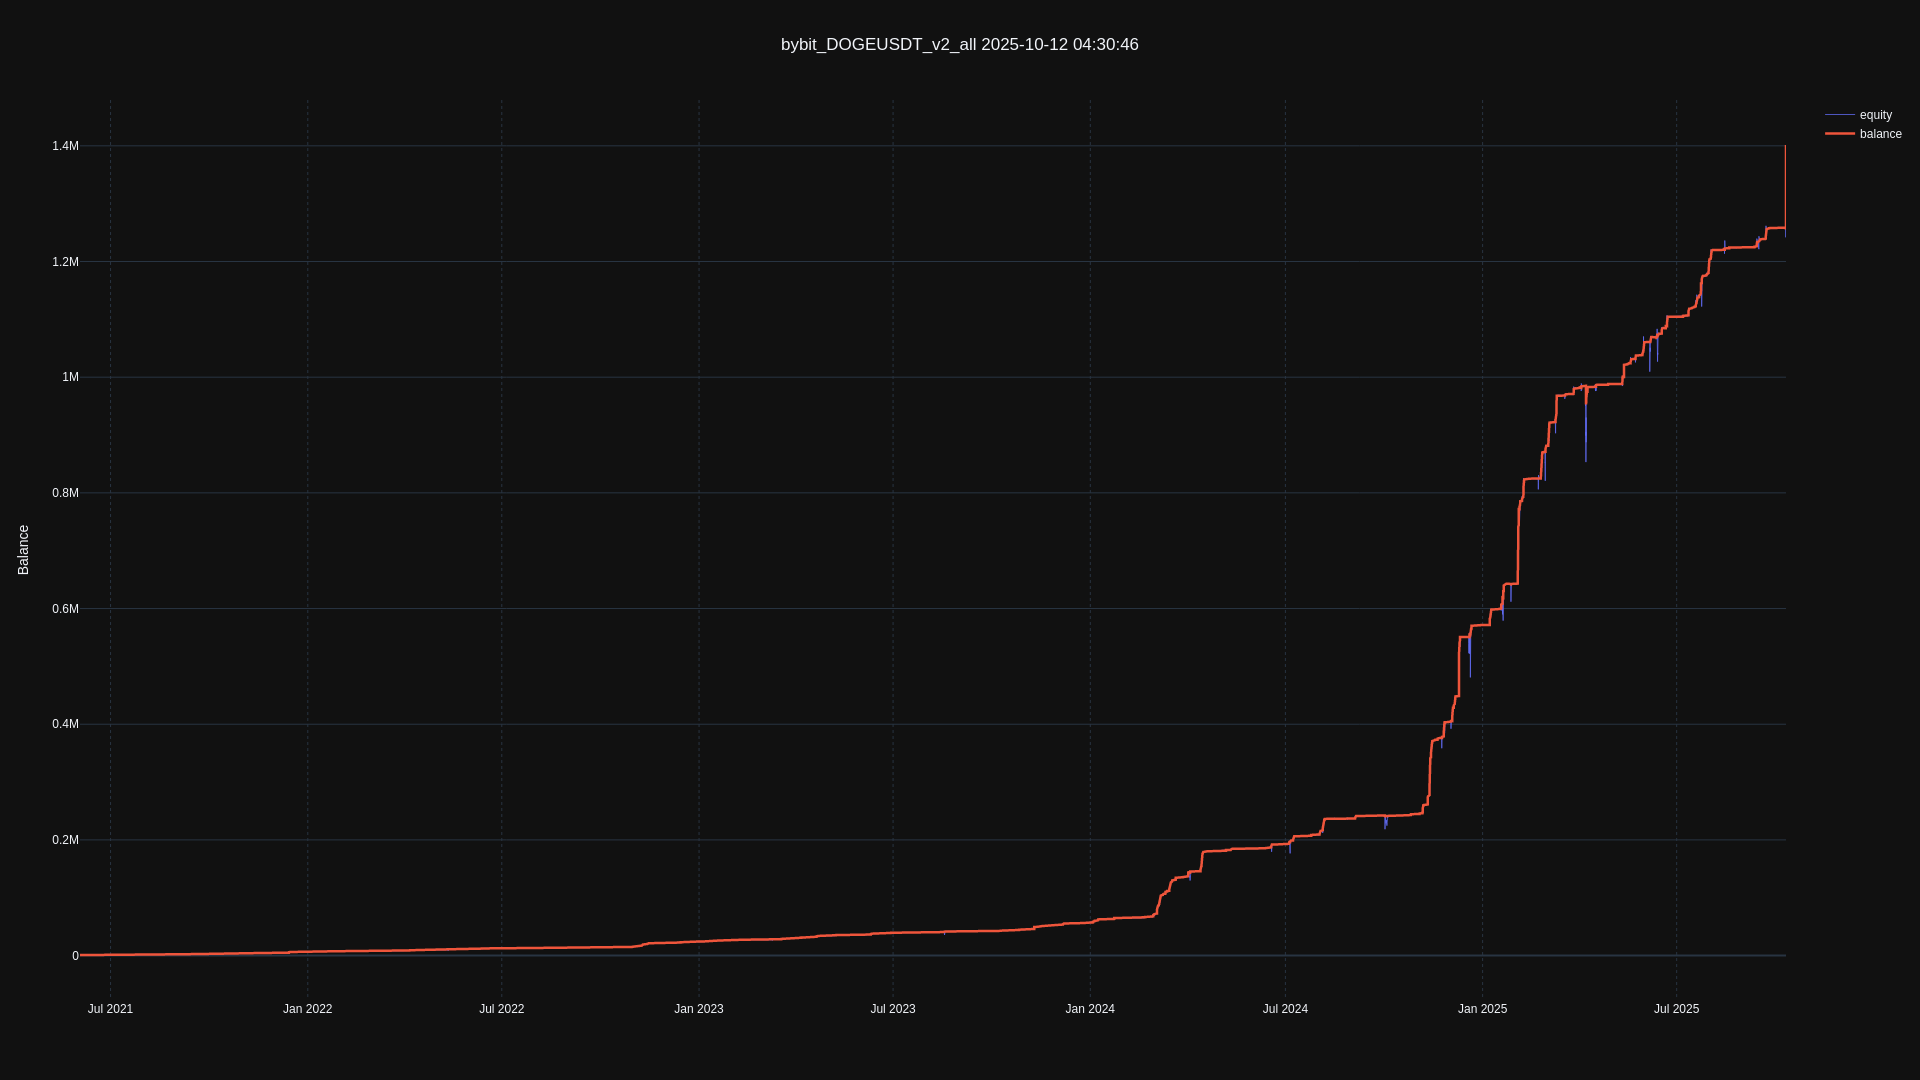 bybit_DOGEUSDT_v2_all 2025-10-12 04:30:46
equity
balance
1.4M
1.2M
1M
0.8M
0.6M
0.4M
0.2M
0
Balance
Jul 2021
Jan 2022
Jul 2022
Jan 2023
Jul 2023
Jan 2024
Jul 2024
Jan 2025
Jul 2025